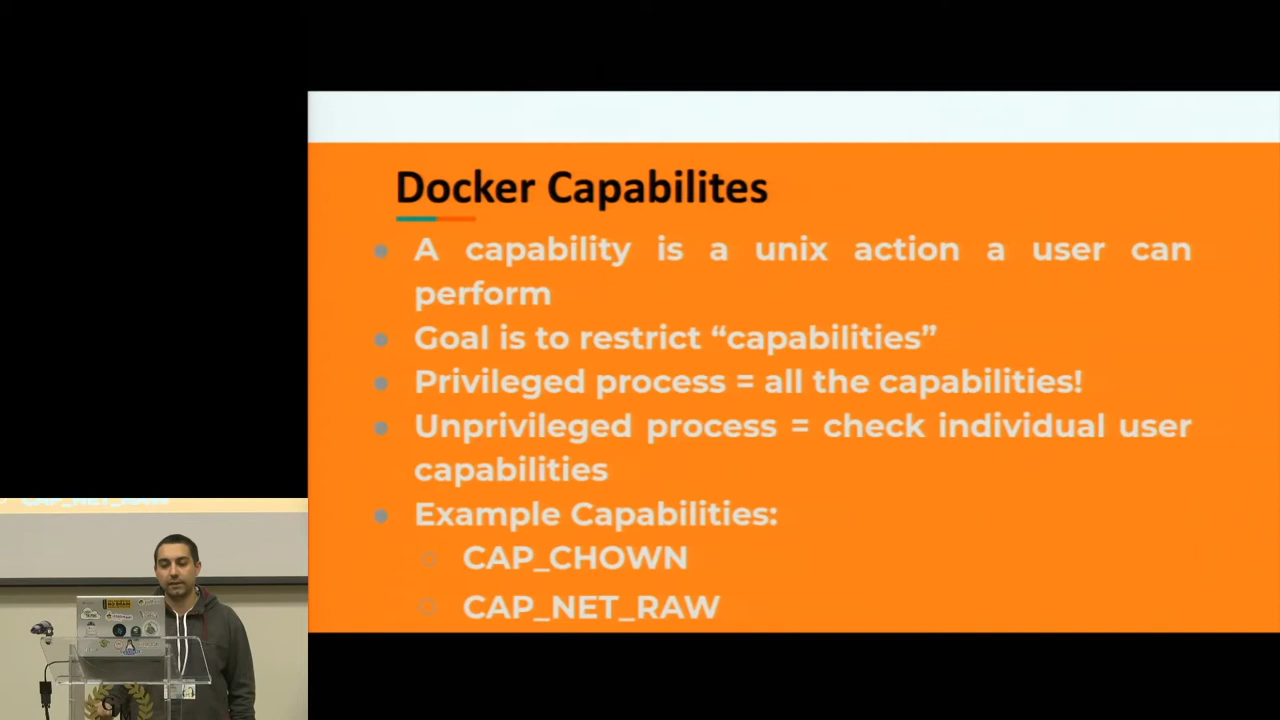 Docker Capabilites
A capability is a unix action a user can
perform
Goal is to restrict “capabilities”
Privileged process = all the capabilities!
Unprivileged process = check individual user
capabilities
Example Capabilities:
CAP_CHOWN
CAP_NET_RAW